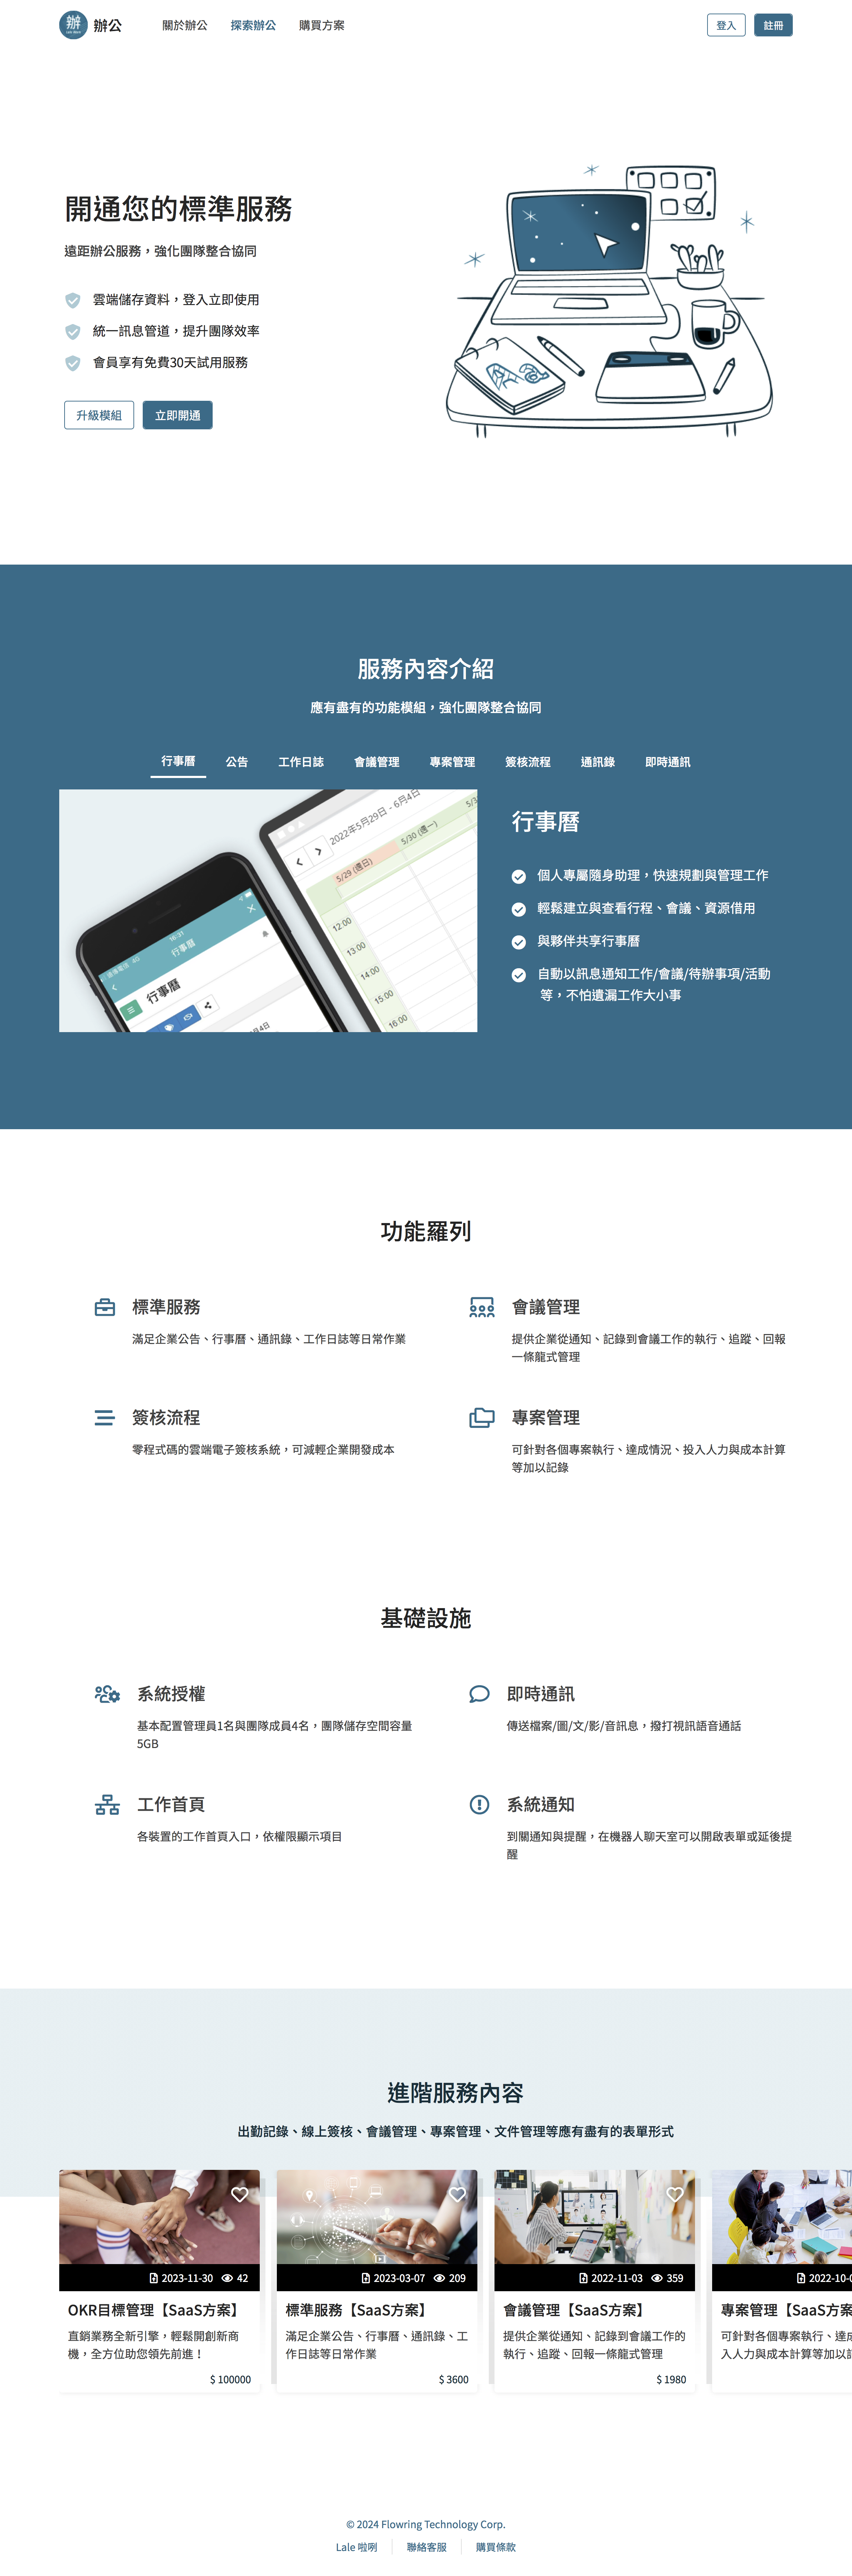 辦公
關於辦公
探索辦公
購買方案
登入
註冊
開通您的標準服務
遠距辦公服務，強化團隊整合協同
雲端儲存資料，登入立即使用
統一訊息管道，提升團隊效率
會員享有免費30天試用服務
升級模組
立即開通
服務內容介紹
應有盡有的功能模組，強化團隊整合協同
行事曆
公告
工作日誌
會議管理
專案管理
簽核流程
通訊錄
即時通訊
2022年5月29日 - 6月4日
5/29 (週日)
5/30 (週一)
12:00
13:00
14:00
15:00
16:00
16:31
行事曆
行事曆
行事曆
個人專屬隨身助理，快速規劃與管理工作
輕鬆建立與查看行程、會議、資源借用
與夥伴共享行事曆
自動以訊息通知工作/會議/待辦事項/活動
等，不怕遺漏工作大小事
功能羅列
標準服務
滿足企業公告、行事曆、通訊錄、工作日誌等日常作業
會議管理
提供企業從通知、記錄到會議工作的執行、追蹤、回報
一條龍式管理
簽核流程
零程式碼的雲端電子簽核系統，可減輕企業開發成本
專案管理
可針對各個專案執行、達成情況、投入人力與成本計算
等加以記錄
基礎設施
系統授權
基本配置管理員1名與團隊成員4名，團隊儲存空間容量
5GB
即時通訊
傳送檔案/圖/文/影/音訊息，撥打視訊語音通話
工作首頁
各裝置的工作首頁入口，依權限顯示項目
系統通知
到關通知與提醒，在機器人聊天室可以開啟表單或延後提
醒
進階服務內容
出勤記錄、線上簽核、會議管理、專案管理、文件管理等應有盡有的表單形式
2023-11-30 42
OKR目標管理【SaaS方案】
直銷業務全新引擎，輕鬆開創新商
機，全方位助您領先前進！
$ 100000
2023-03-07 209
標準服務【SaaS方案】
滿足企業公告、行事曆、通訊錄、工
作日誌等日常作業
$ 3600
2022-11-03 359
會議管理【SaaS方案】
提供企業從通知、記錄到會議工作的
執行、追蹤、回報一條龍式管理
$ 1980
2022-10-
專案管理【SaaS方案
可針對各個專案執行、達
入人力與成本計算等加以
© 2024 Flowring Technology Corp.
Lale 啦咧
聯絡客服
購買條款